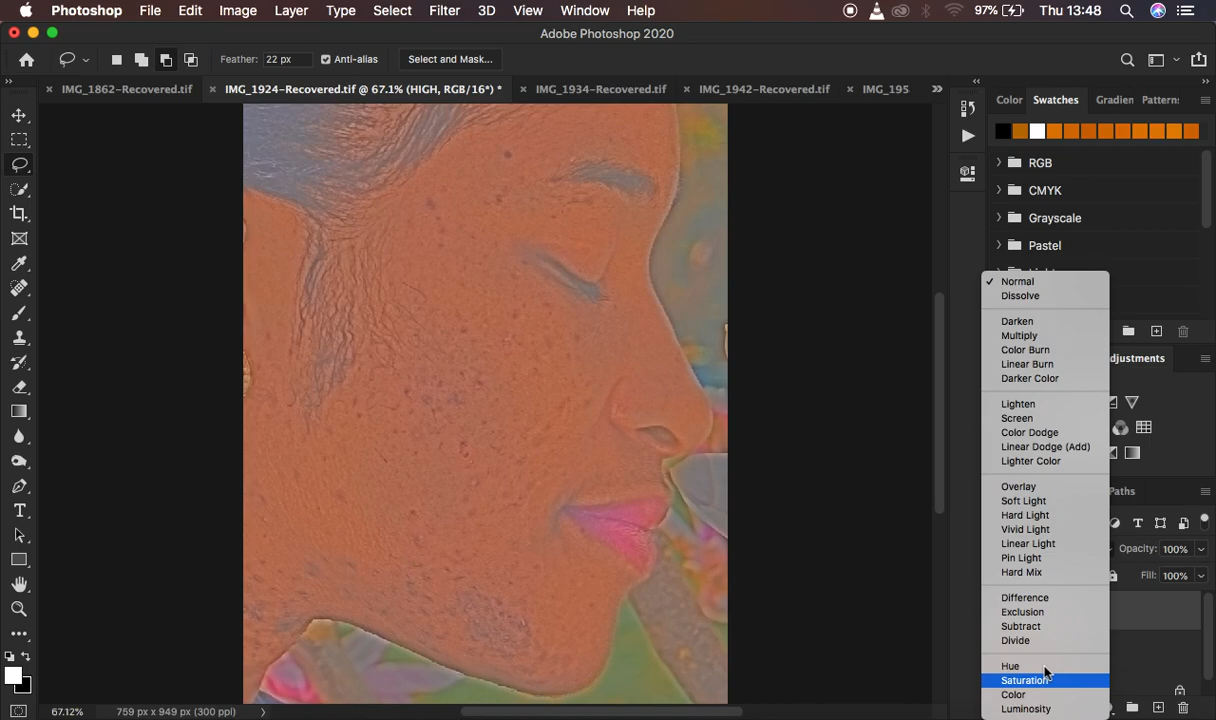 Photoshop File Edit Image Layer Type Select Filter 3D View Window Help 97% Thu 13:48
Adobe Photoshop 2020
Feather: 22 px Anti-alias Select and Mask...
IMG_1862-Recovered.tif IMG_1924-Recovered.tif @ 67.1% (HIGH, RGB/16*) * IMG_1934-Recovered.tif IMG_1942-Recovered.tif IMG_195
Color Swatches Gradien Pattern:
RGB
CMYK
Grayscale
Pastel
Normal
Dissolve
Darken
Multiply
Color Burn
Linear Burn
Darker Color
Lighten
Screen
Color Dodge
Linear Dodge (Add)
Lighter Color
Overlay
Soft Light
Hard Light
Vivid Light
Linear Light
Pin Light
Hard Mix
Difference
Exclusion
Subtract
Divide
Hue
Saturation
Color
Luminosity
djustments
Paths
Opacity: 100%
Fill: 100%
67.12% 759 px x 949 px (300 ppi)